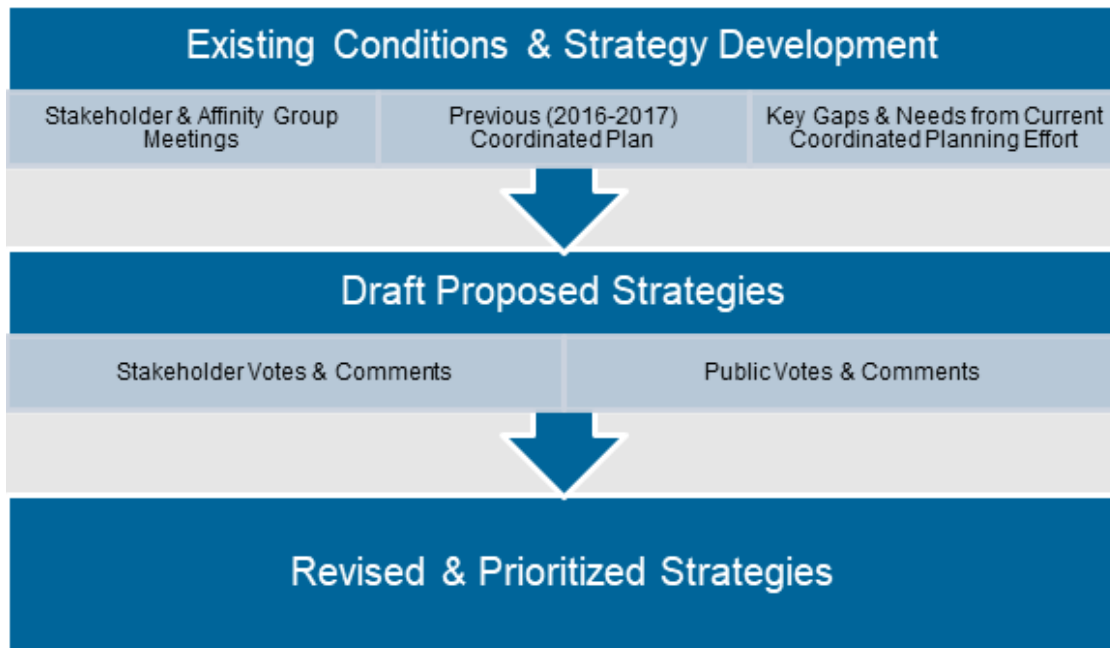 Existing Conditions & Strategy Development
Stakeholder & Affinity Group
Meetings
Previous (2016-2017)
Coordinated Plan
Key Gaps & Needs from Current
Coordinated Planning Effort
Draft Proposed Strategies
Stakeholder Votes & Comments
Public Votes & Comments
Revised & Prioritized Strategies